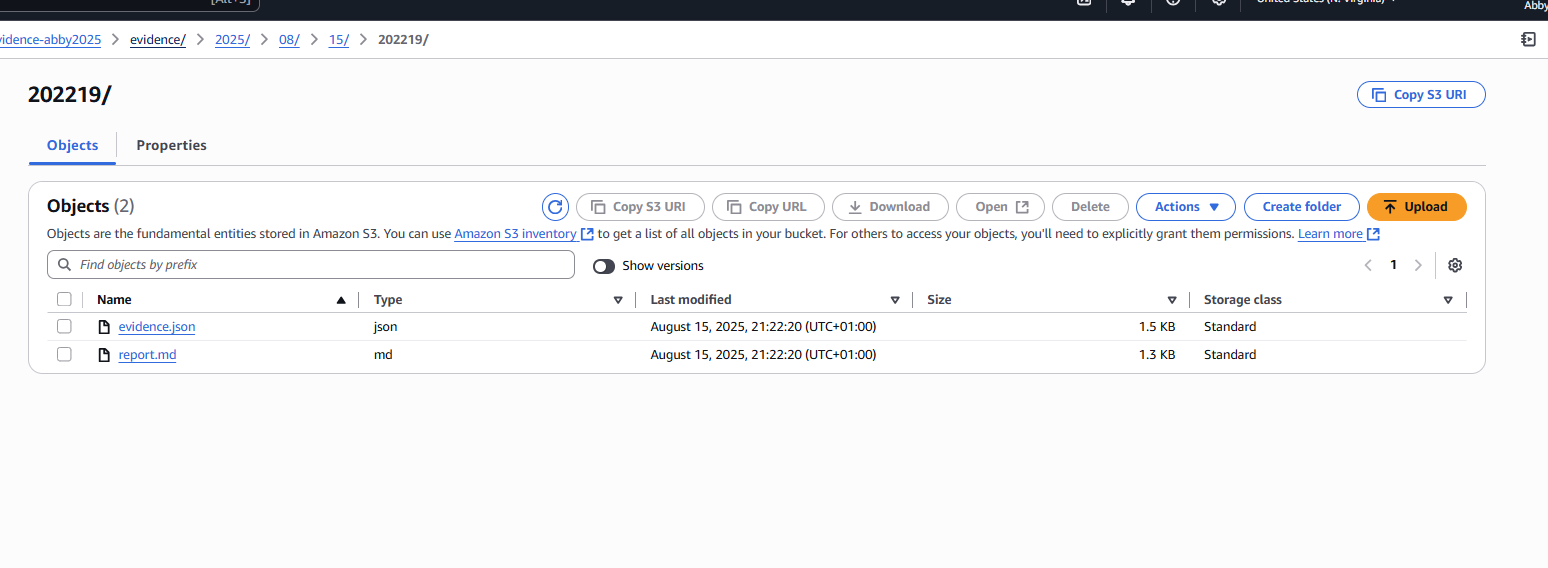 [Alt+S]
United States (N. Virginia)
Abby
vidence-abby2025 > evidence/ > 2025/ > 08/ > 15/ > 202219/
202219/
Copy S3 URI
Objects Properties
Objects (2)
Copy S3 URI Copy URL Download Open Delete Actions Create folder Upload
Objects are the fundamental entities stored in Amazon S3. You can use Amazon S3 inventory to get a list of all objects in your bucket. For others to access your objects, you'll need to explicitly grant them permissions. Learn more
Find objects by prefix Show versions 1
Name Type Last modified Size Storage class
evidence.json json August 15, 2025, 21:22:20 (UTC+01:00) 1.5 KB Standard
report.md md August 15, 2025, 21:22:20 (UTC+01:00) 1.3 KB Standard